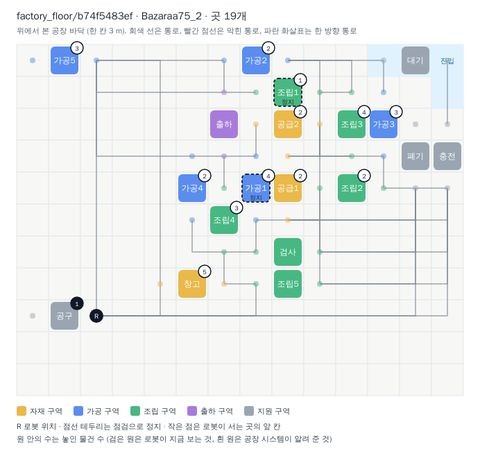 factory_floor/b74f5483ef · Bazaraa75_2 · 곳 19개
위에서 본 공장 바닥 (한 칸 3 m). 회색 선은 통로, 빨간 점선은 막힌 통로, 파란 화살표는 한 방향 통로
가공5 3 가공2 2 대기 진입
조립1 1 정지
출하 공급2 2 조립3 4 가공3 3
폐기 충전
가공4 2 가공1 4 정지 공급1 2 조립2 2
조립4 3
검사
창고 5 조립5
공구 1 R
자재 구역 가공 구역 조립 구역 출하 구역 지원 구역
R 로봇 위치 · 점선 테두리는 점검으로 정지 · 작은 점은 로봇이 서는 곳의 앞 칸
원 안의 수는 놓인 물건 수 (검은 원은 로봇이 지금 보는 것, 흰 원은 공장 시스템이 알려 준 것)